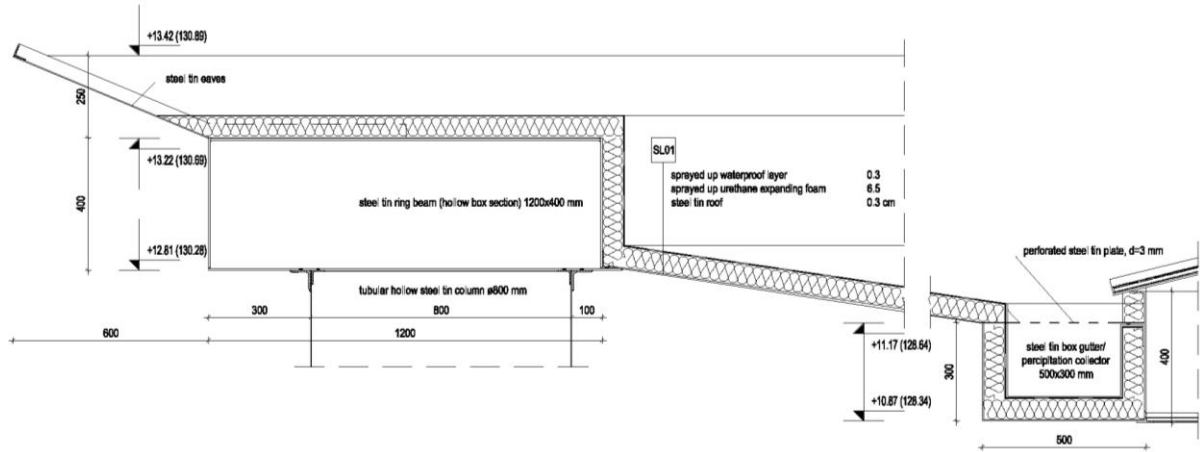 +13.42 (130.89)
steel tin eaves
250
+13.22 (130.69)
400
steel tin ring beam (hollow box section) 1200x400 mm
+12.81 (130.28)
tubular hollow steel tin column ø800 mm
300
800
100
600
1200
SL01
sprayed up waterproof layer 0.3
sprayed up urethane expanding foam 6.5
steel tin roof 0.3 cm
perforated steel tin plate, d=3 mm
+11.17 (128.64)
300
+10.87 (128.34)
steel tin box gutter/
percipitation collector
500x300 mm
400
500